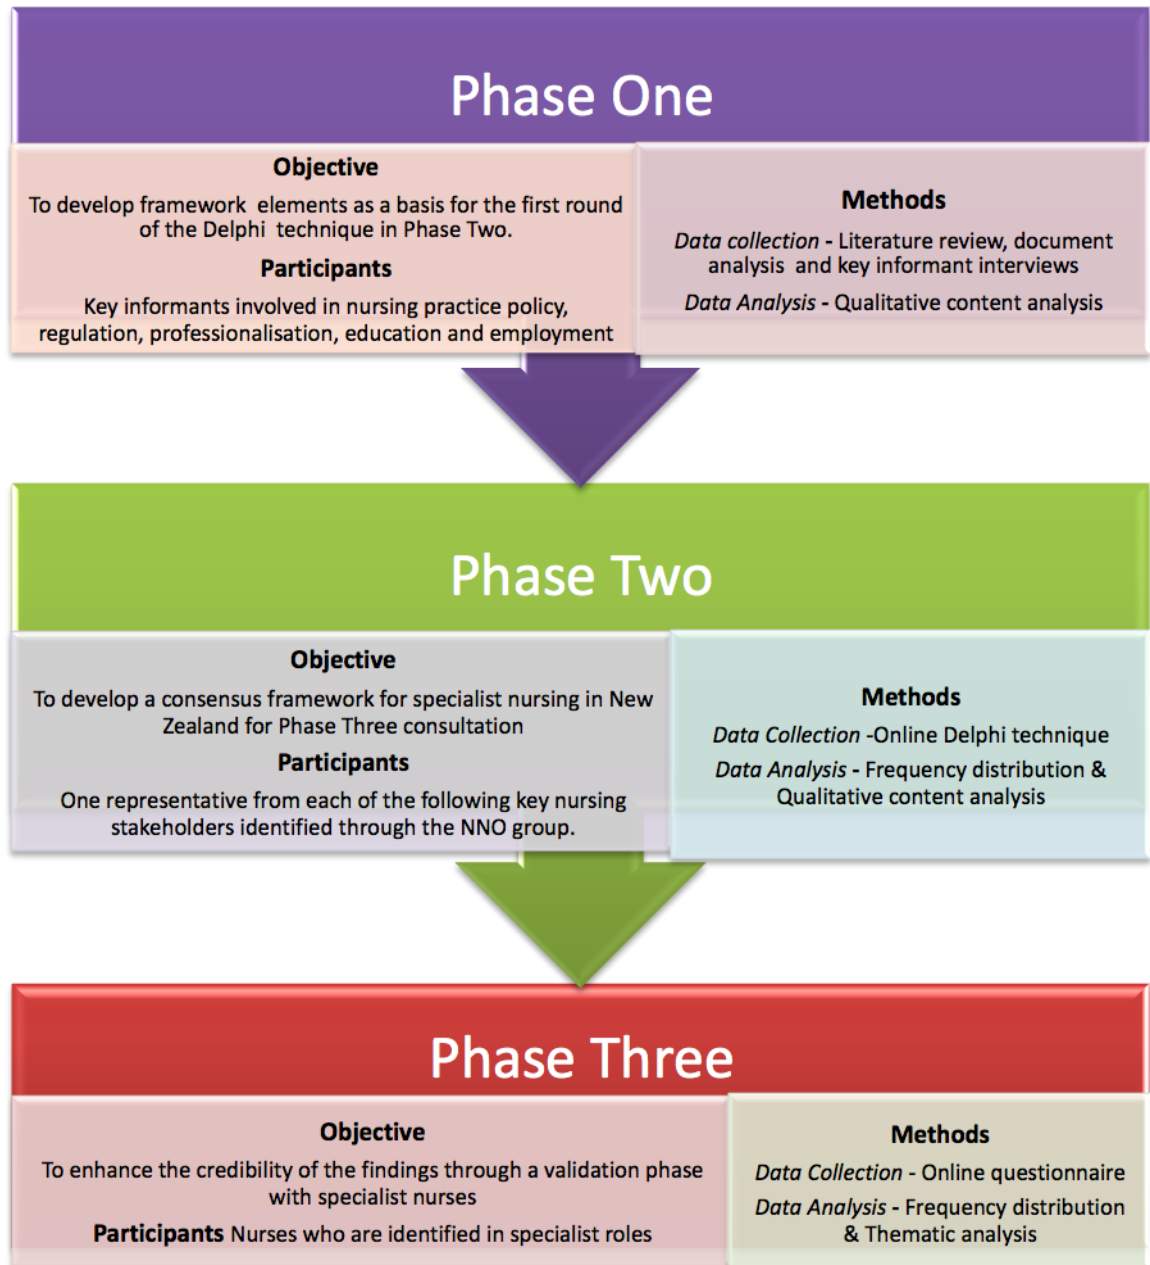 Phase One
Objective
To develop framework elements as a basis for the first round
of the Delphi technique in Phase Two.
Participants
Key informants involved in nursing practice policy,
regulation, professionalisation, education and employment
Methods
Data collection - Literature review, document
analysis and key informant interviews
Data Analysis - Qualitative content analysis
Phase Two
Objective
To develop a consensus framework for specialist nursing in New
Zealand for Phase Three consultation
Participants
One representative from each of the following key nursing
stakeholders identified through the NNO group.
Methods
Data Collection -Online Delphi technique
Data Analysis - Frequency distribution &
Qualitative content analysis
Phase Three
Objective
To enhance the credibility of the findings through a validation phase
with specialist nurses
Participants Nurses who are identified in specialist roles
Methods
Data Collection - Online questionnaire
Data Analysis - Frequency distribution
& Thematic analysis